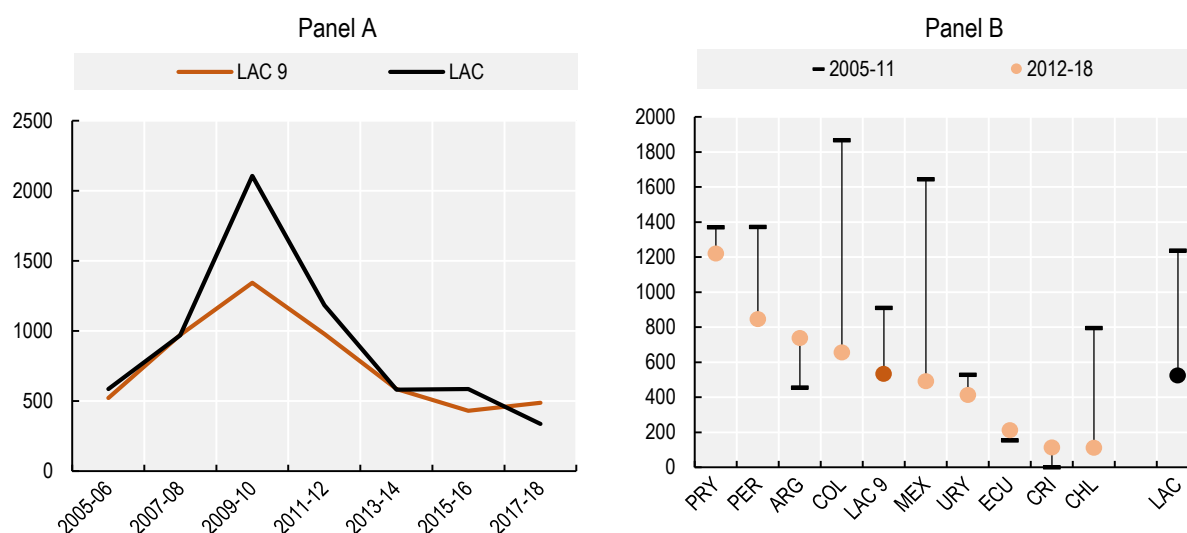 Panel A
LAC 9
LAC
2500
2000
1500
1000
500
0
2005-06
2007-08
2009-10
2011-12
2013-14
2015-16
2017-18
Panel B
2005-11
2012-18
2000
1800
1600
1400
1200
1000
800
600
400
200
0
PRY
PER
ARG
COL
LAC 9
MEX
URY
ECU
CRI
CHL
LAC